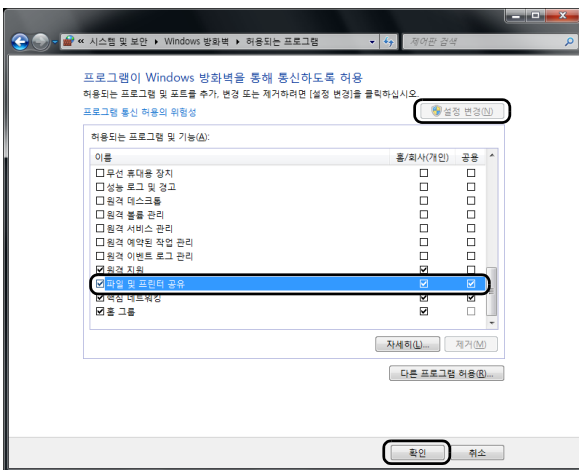 « 시스템 및 보안 ▸ Windows 방화벽 ▸ 허용되는 프로그램
제어판 검색
프로그램이 Windows 방화벽을 통해 통신하도록 허용
허용되는 프로그램 및 포트를 추가, 변경 또는 제거하려면 [설정 변경]을 클릭하십시오.
프로그램 통신 허용의 위험성
설정 변경(N)
허용되는 프로그램 및 기능(A):
이름 홈/회사(개인) 공용
무선 휴대용 장치
성능 로그 및 경고
원격 데스크톱
원격 볼륨 관리
원격 서비스 관리
원격 예약된 작업 관리
원격 이벤트 로그 관리
원격 지원
파일 및 프린터 공유
핵심 네트워킹
홈 그룹
자세히(L)... 제거(M)
다른 프로그램 허용(R)...
확인 취소